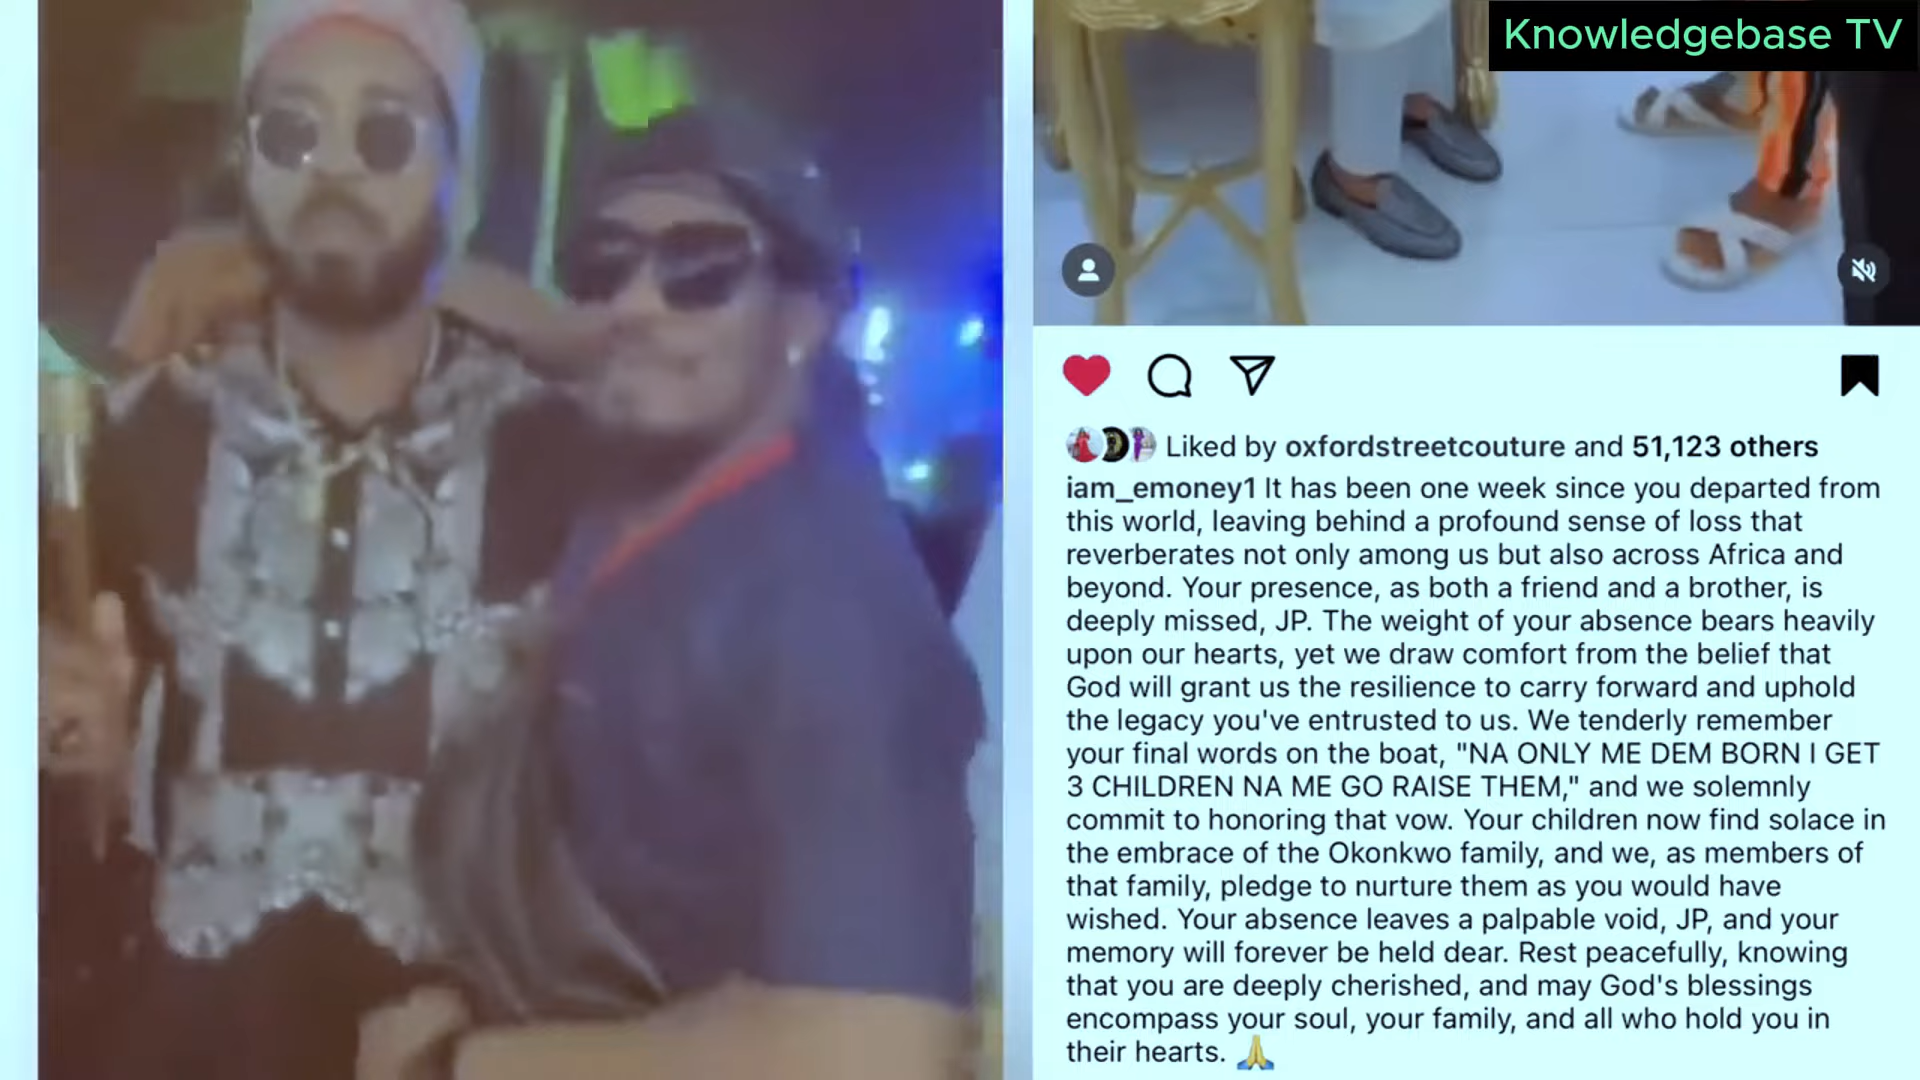 Knowledgebase TV
Liked by oxfordstreetcouture and 51,123 others
iam_emoney1 It has been one week since you departed from
this world, leaving behind a profound sense of loss that
reverberates not only among us but also across Africa and
beyond. Your presence, as both a friend and a brother, is
deeply missed, JP. The weight of your absence bears heavily
upon our hearts, yet we draw comfort from the belief that
God will grant us the resilience to carry forward and uphold
the legacy you've entrusted to us. We tenderly remember
your final words on the boat, "NA ONLY ME DEM BORN I GET
3 CHILDREN NA ME GO RAISE THEM," and we solemnly
commit to honoring that vow. Your children now find solace in
the embrace of the Okonkwo family, and we, as members of
that family, pledge to nurture them as you would have
wished. Your absence leaves a palpable void, JP, and your
memory will forever be held dear. Rest peacefully, knowing
that you are deeply cherished, and may God's blessings
encompass your soul, your family, and all who hold you in
their hearts. 🙏